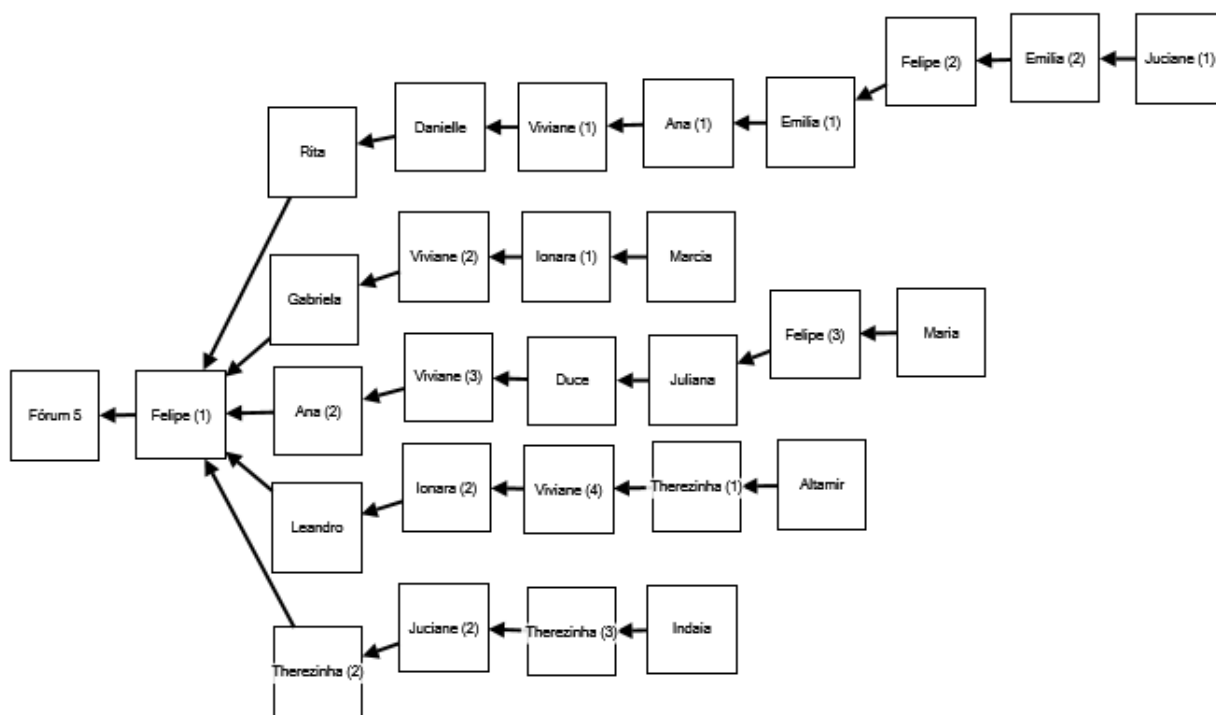 Felipe (2)
Emilia (2)
Juciane (1)
Rita
Danielle
Viviane (1)
Ana (1)
Emilia (1)
Gabriela
Viviane (2)
Ionara (1)
Marcia
Fórum 5
Felipe (1)
Ana (2)
Viviane (3)
Duce
Juliana
Felipe (3)
Maria
Leandro
Ionara (2)
Viviane (4)
Therezinha (1)
Altamir
Therezinha (2)
Juciane (2)
Therezinha (3)
Indaia